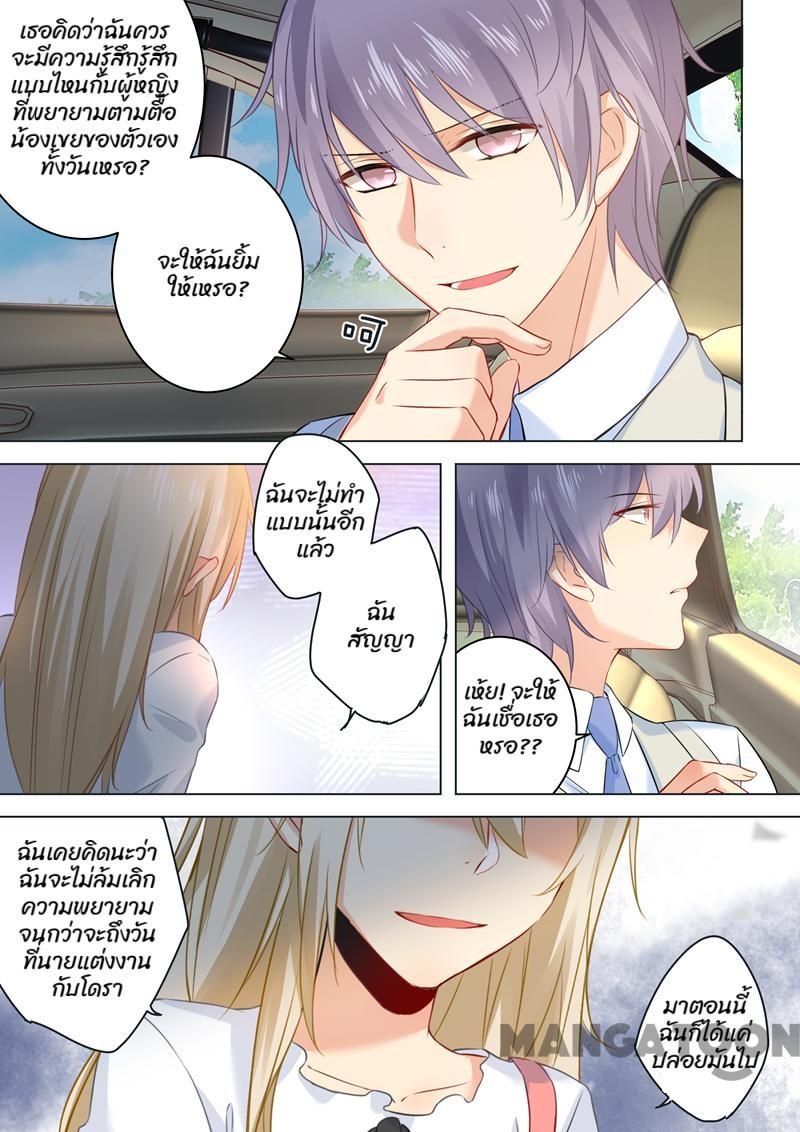 เธอคิดว่าฉันควร
จะมีความรู้สึกรู้สึก
แบบไหนกับผู้หญิง
ที่พยายามตามตื๊อ
น้องเขยของตัวเอง
ทั้งวันเหรอ?
จะให้ฉันยิ้ม
ให้เหรอ?
呵
ฉันจะไม่ทำ
แบบนั้นอีก
แล้ว
ฉัน
สัญญา
เห้ย! จะให้
ฉันเชื่อเธอ
หรอ??
ฉันเคยคิดนะว่า
ฉันจะไม่ล้มเลิก
ความพยายาม
จนกว่าจะถึงวัน
ที่นายแต่งงาน
กับโดรา
มาตอนนี้
ฉันก็ได้แค่
ปล่อยมันไป
MANGATOON